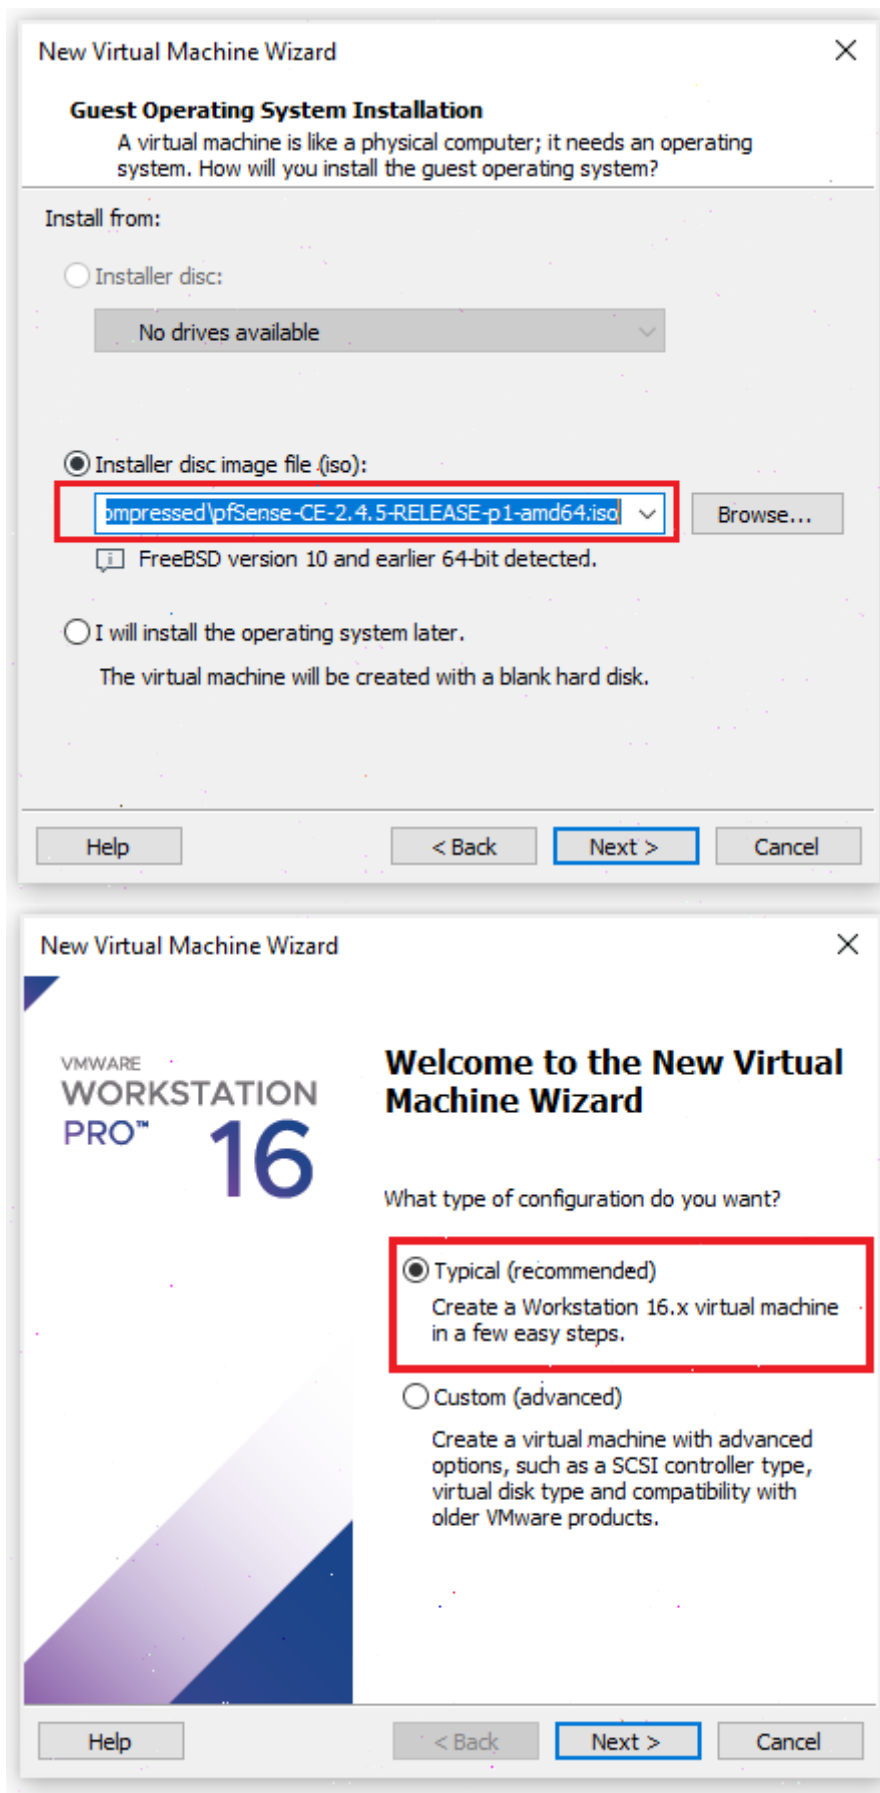 New Virtual Machine Wizard
Guest Operating System Installation
A virtual machine is like a physical computer; it needs an operating
system. How will you install the guest operating system?
Install from:
Installer disc:
No drives available
Installer disc image file (iso):
ompressed\pfSense-CE-2.4.5-RELEASE-p1-amd64.iso
Browse...
FreeBSD version 10 and earlier 64-bit detected.
I will install the operating system later.
The virtual machine will be created with a blank hard disk.
Help
< Back
Next >
Cancel
New Virtual Machine Wizard
VMWARE
WORKSTATION
PRO™ 16
Welcome to the New Virtual
Machine Wizard
What type of configuration do you want?
Typical (recommended)
Create a Workstation 16.x virtual machine
in a few easy steps.
Custom (advanced)
Create a virtual machine with advanced
options, such as a SCSI controller type,
virtual disk type and compatibility with
older VMware products.
Help
< Back
Next >
Cancel